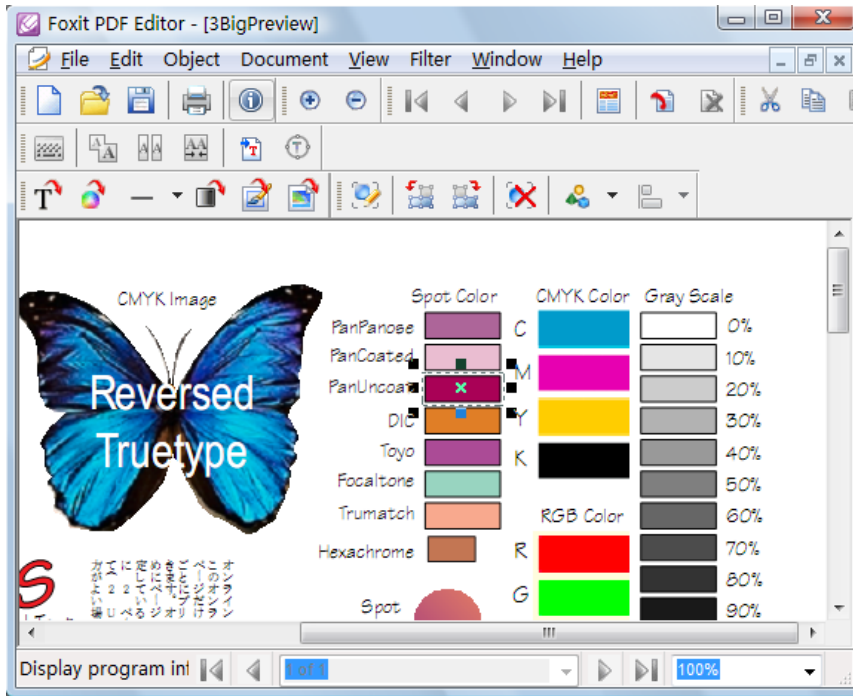 Foxit PDF Editor - [3BigPreview]
File Edit Object Document View Filter Window Help
CMYK Image
Reversed
Truetype
Spot Color
PanPanose
PanCoated
PanUncoat
DIC
Toyo
Focaltone
Trumatch
Hexachrome
Spot
CMYK Color
C
M
Y
K
RGB Color
R
G
Gray Scale
0%
10%
20%
30%
40%
50%
60%
70%
80%
90%
S
Display program inf
1 of 1
100%